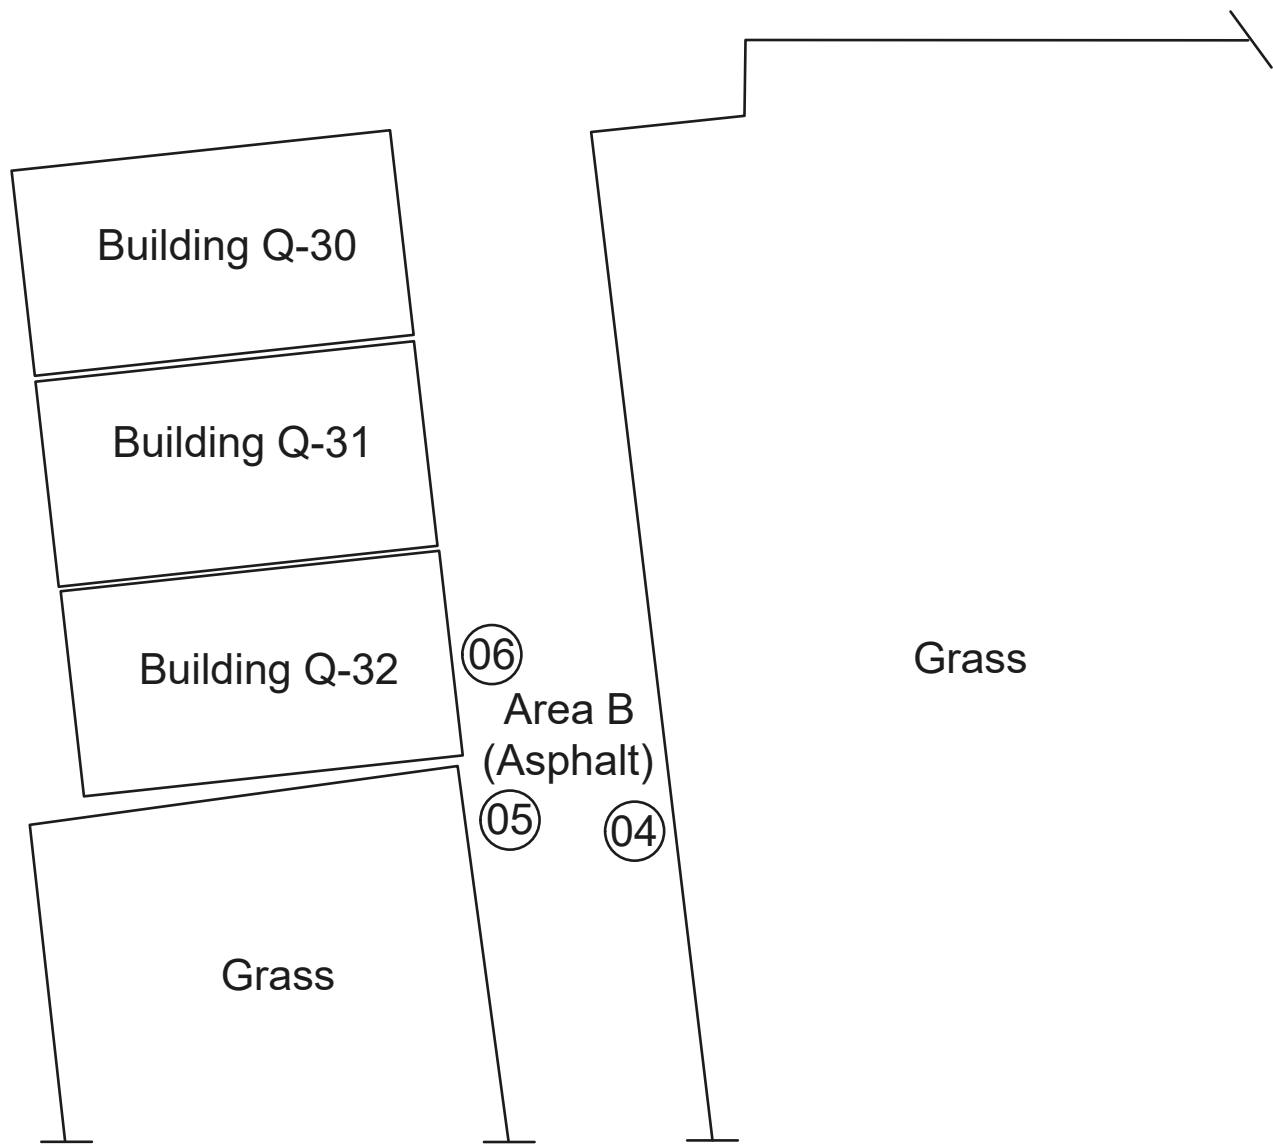 Building Q-30
Building Q-31
Building Q-32
06
Grass
Area B
(Asphalt)
05
04
Grass